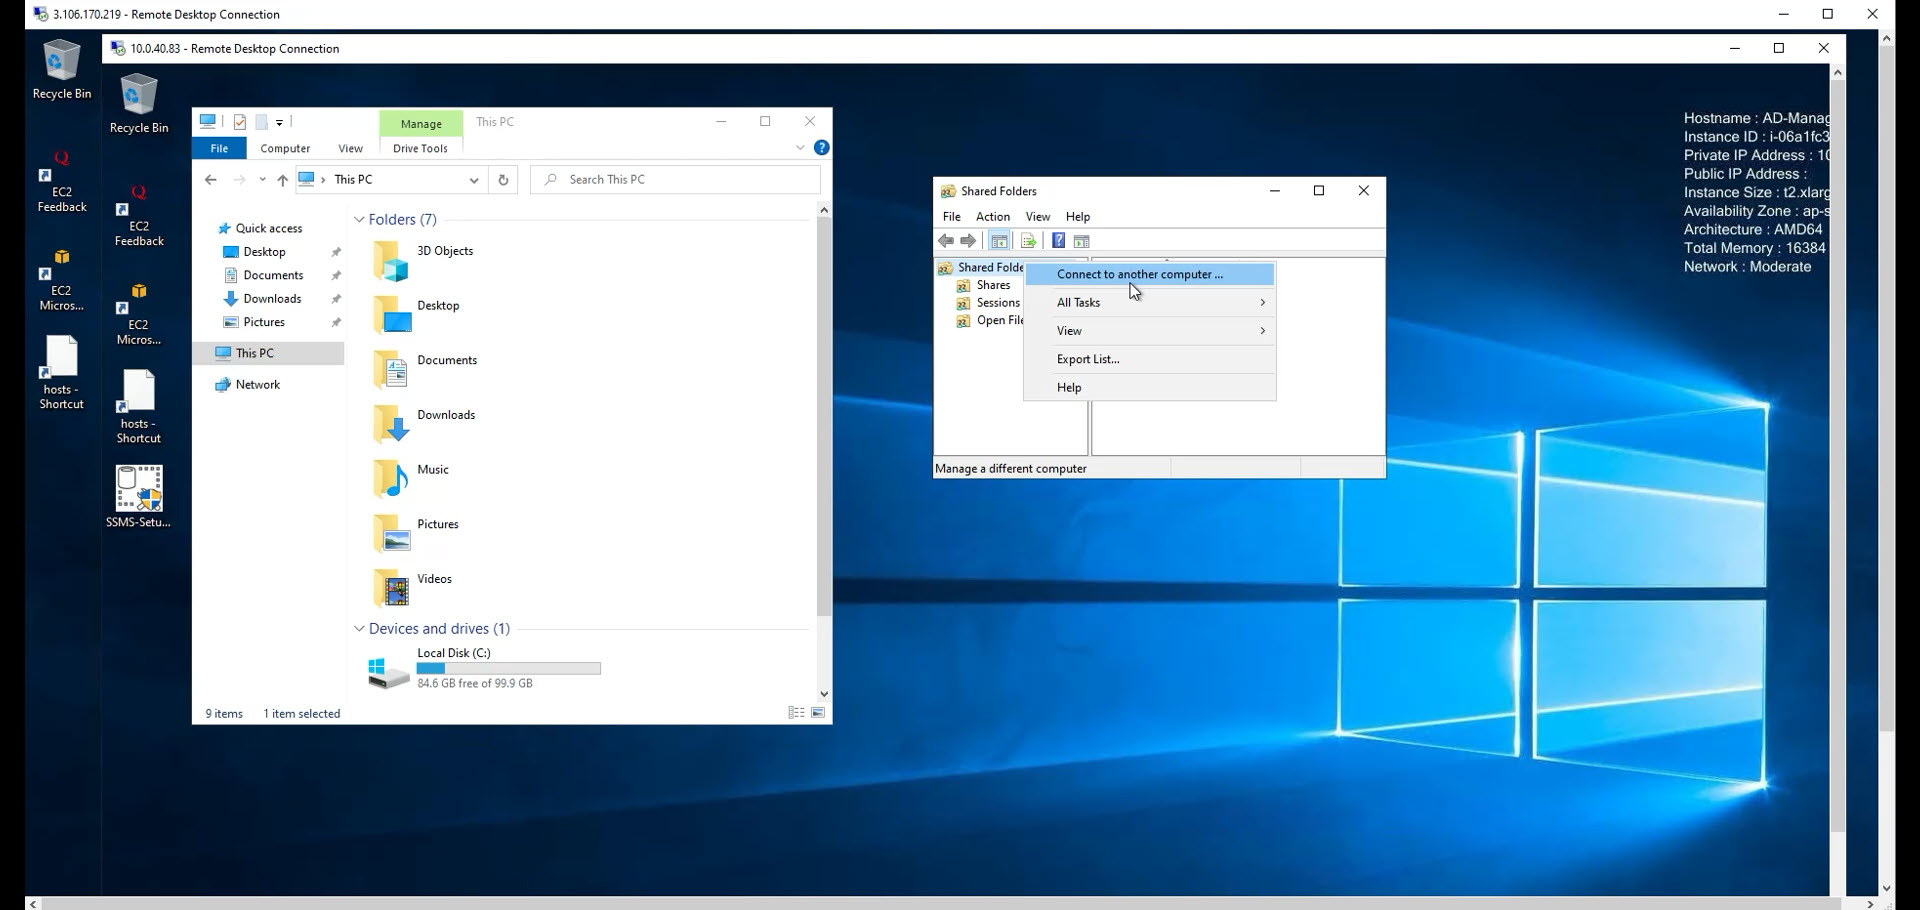 3.106.170.219 - Remote Desktop Connection
10.0.40.83 - Remote Desktop Connection
Recycle Bin
EC2
Feedback
EC2
Micros...
hosts -
Shortcut
Recycle Bin
EC2
Feedback
EC2
Micros...
hosts -
Shortcut
SSMS-Setu...
Manage
This PC
File
Computer
View
Drive Tools
This PC
Search This PC
Quick access
Desktop
Documents
Downloads
Pictures
This PC
Network
Folders (7)
3D Objects
Desktop
Documents
Downloads
Music
Pictures
Videos
Devices and drives (1)
Local Disk (C:)
84.6 GB free of 99.9 GB
9 items
1 item selected
Shared Folders
File
Action
View
Help
Shared Folde
Shares
Sessions
Open File
Connect to another computer ...
All Tasks
View
Export List...
Help
Manage a different computer
Hostname : AD-Manag
Instance ID : i-06a1fc3
Private IP Address : 10
Public IP Address :
Instance Size : t2.xlarg
Availability Zone : ap-s
Architecture : AMD64
Total Memory : 16384
Network : Moderate